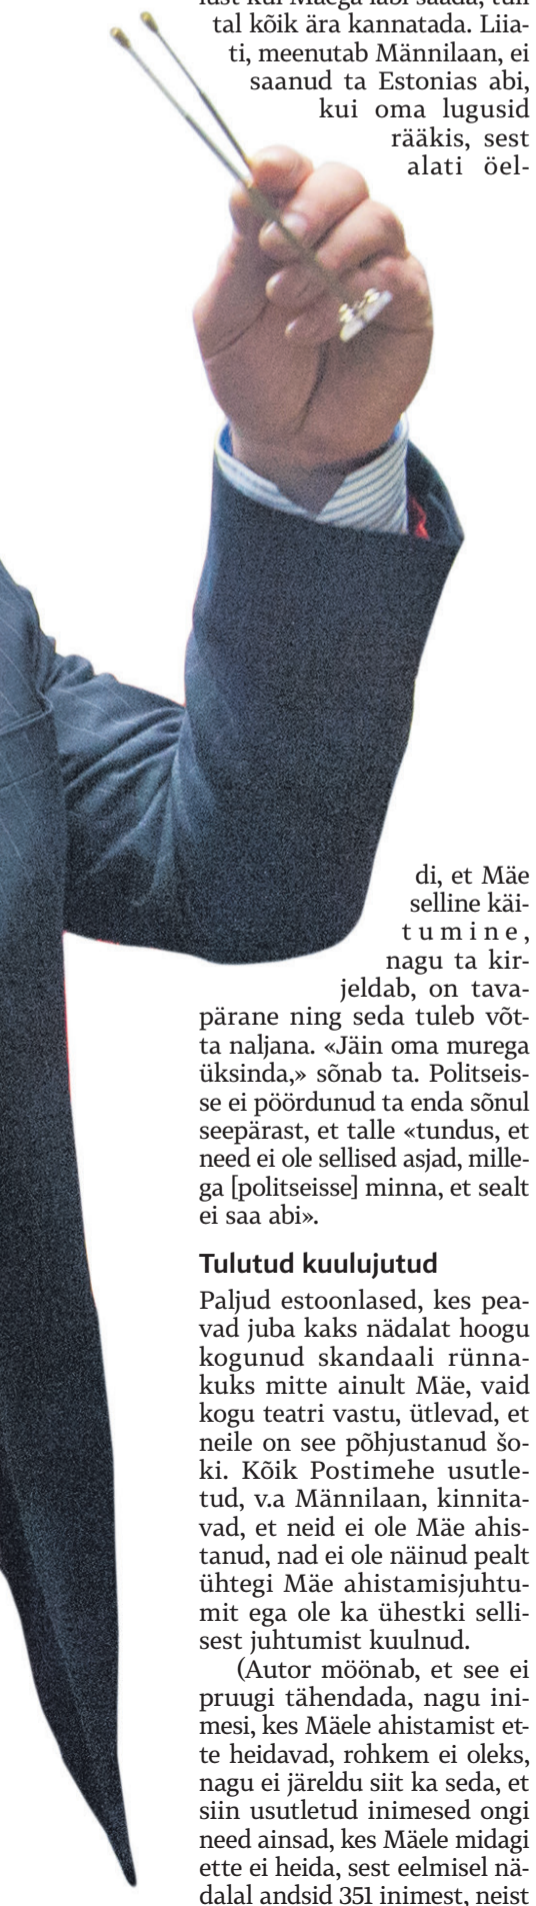 tal kõik ära kannatada. Liia-
ti, meenutab Männilaan, ei
saanud ta Estonias abi,
kui oma lugusid
rääkis, sest
alati öel-
di, et Mäe
selline käi-
tumine,
nagu ta kir-
jeldab, on tava-
pärane ning seda tuleb võt-
ta naljana. «Jäin oma murega
üksinda,» sõnab ta. Politseis-
se ei pöördunud ta enda sõnul
seepärast, et talle «tundus, et
need ei ole sellised asjad, mille-
ga [politseisse] minna, et sealt
ei saa abi».
Tulutud kuulujutud
Paljud estoonlased, kes pea-
vad juba kaks nädalat hoogu
kogunud skandaali rünna-
kuks mitte ainult Mäe, vaid
kogu teatri vastu, ütlevad, et
neile on see põhjustanud šo-
ki. Kõik Postimehe usutle-
tud, v.a Männilaan, kinnita-
vad, et neid ei ole Mäe ahis-
tanud, nad ei ole näinud pealt
ühtegi Mäe ahistamisjuhtu-
mit ega ole ka ühestki selli-
sest juhtumist kuulnud.
(Autor möönab, et see ei
pruugi tähendada, nagu ini-
mesi, kes Mäele ahistamist et-
te heidavad, rohkem ei oleks,
nagu ei järeldu siit ka seda, et
siin usutletud inimesed ongi
need ainsad, kes Mäele midagi
ette ei heida, sest eelmisel nä-
dalal andsid 351 inimest, neist